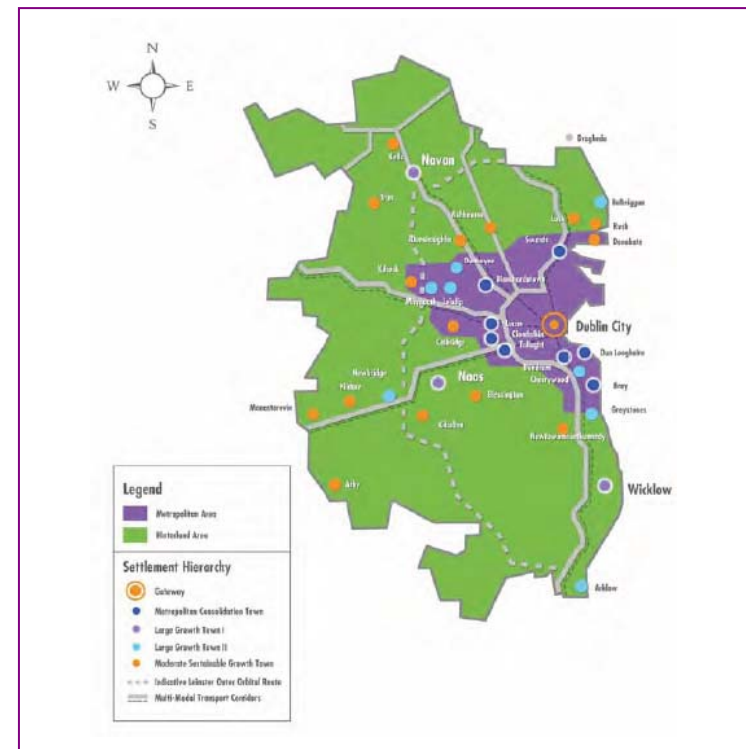 N
W E
S
Drogheda
Kells
Navan
Trim
Balbriggan
Lusk
Rush
Ashbourne
Donabate
Swords
Dunshaughlin
Dunboyne
Blanchardstown
Kilcock
Maynooth
Leixlip
Lucan
Dublin City
Clondalkin
Celbridge
Tallaght
Dun Laoghaire
Dundrum
Cherrywood
Newbridge
Naos
Bray
Kildare
Blessington
Monasterevin
Greystones
Kilcullen
Newtownmountkennedy
Wicklow
Athy
Arklow
Legend
Metropolitan Area
Hinterland Area
Settlement Hierarchy
Gateway
Metropolitan Consolidation Town
Large Growth Town I
Large Growth Town II
Moderate Sustainable Growth Town
Indicative Leinster Outer Orbital Route
Multi-Modal Transport Corridors